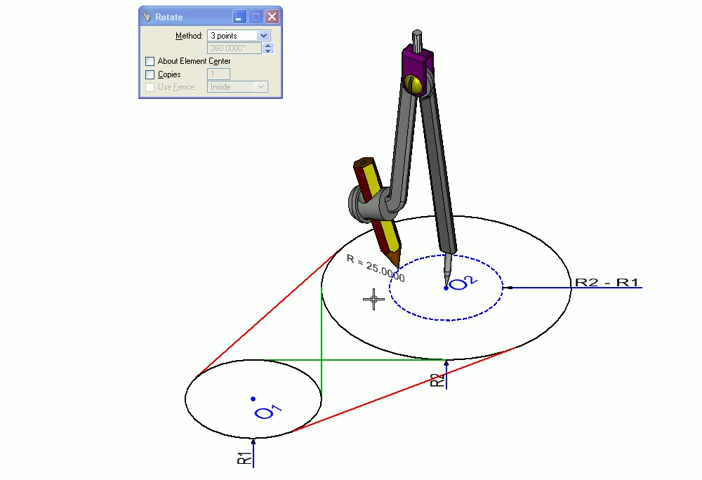 Rotate
Method: 3 points
360.0000°
About Element Center
Copies 1
Use Fence: Inside
R = 25.0000
O2
R2 - R1
R2
O1
R1